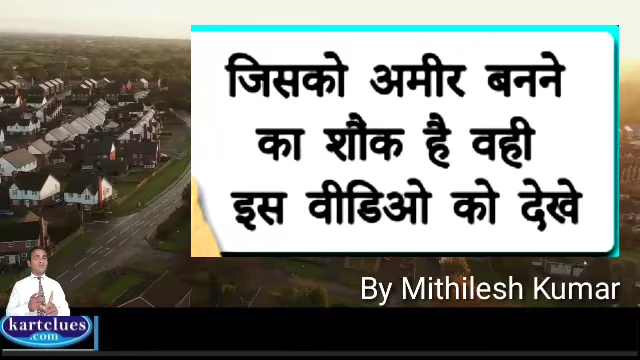 जिसको अमीर बनने
का शौक है वही
इस वीडिओ को देखे
By Mithilesh Kumar
kartclues
.com